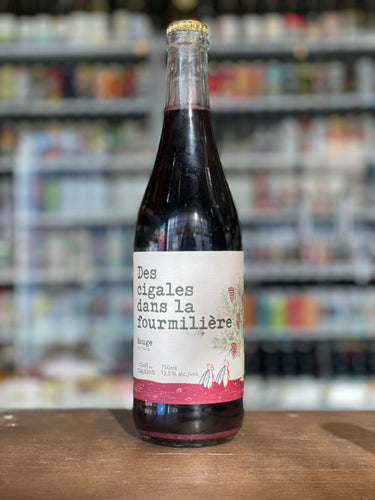 Des
cigales
dans la
fourmilière
Rouge
750ml
13,5 % alc./vol.